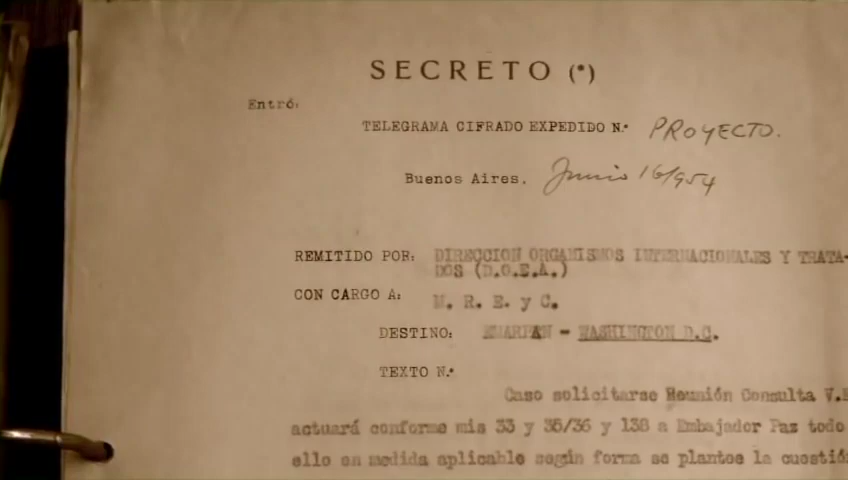 SECRETO (*)
Entró:
TELEGRAMA CIFRADO EXPEDIDO N.° PROYECTO.
Buenos Aires, Junio 16/954
REMITIDO POR: DIRECCION ORGANISMOS INTERNACIONALES Y TRATA-
DOS (D.O.E.A.)
CON CARGO A: M. R. E. y C.
DESTINO: EMARPAN - WASHINGTON D.C.
TEXTO N.°
Caso solicitarse Reunión Consulta V.E
actuará conforme mis 33 y 35/36 y 138 a Embajador Paz todo
ello en medida aplicable según forma se plantee la cuestión